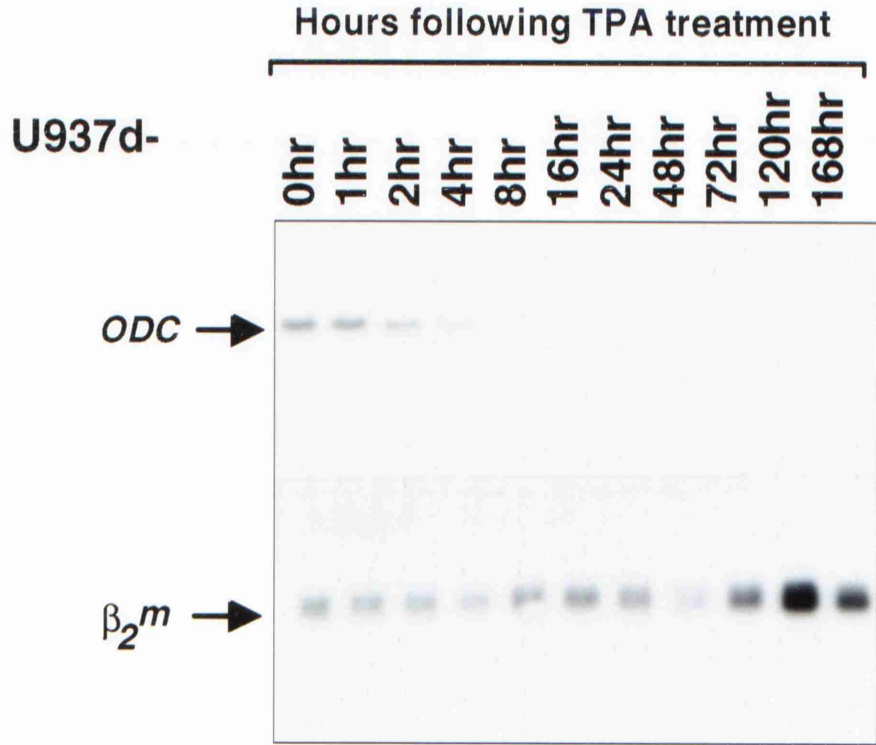 Hours following TPA treatment
U937d-
0hr 1hr 2hr 4hr 8hr 16hr 24hr 48hr 72hr 120hr 168hr
ODC
β2m